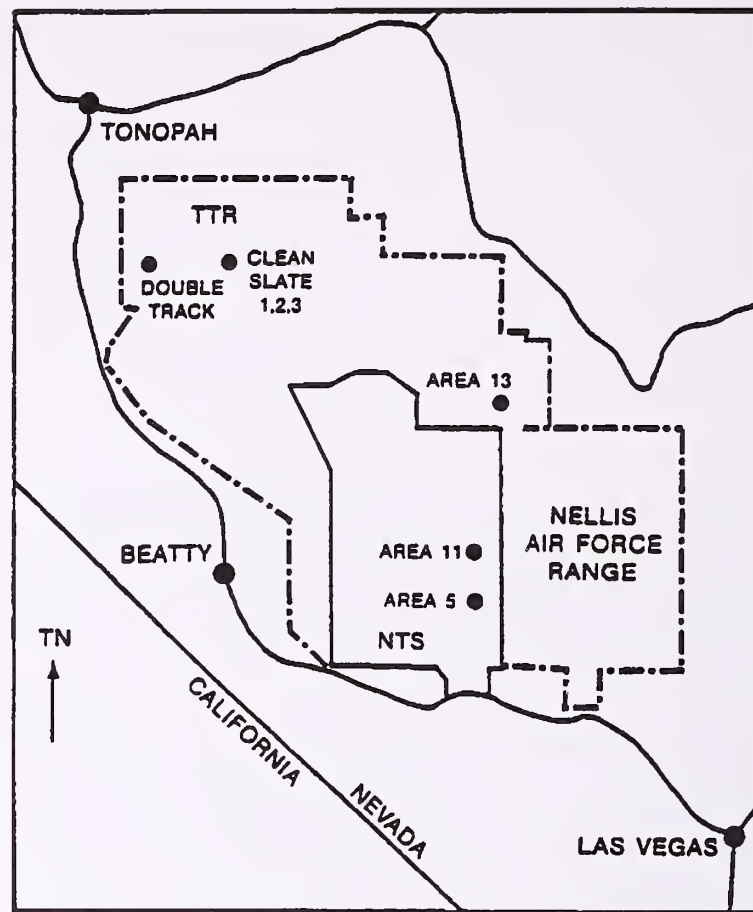 TONOPAH
TTR
DOUBLE
TRACK
CLEAN
SLATE
1,2,3
AREA 13
NELLIS
AIR FORCE
RANGE
AREA 11
AREA 5
NTS
BEATTY
TN
CALIFORNIA
NEVADA
LAS VEGAS